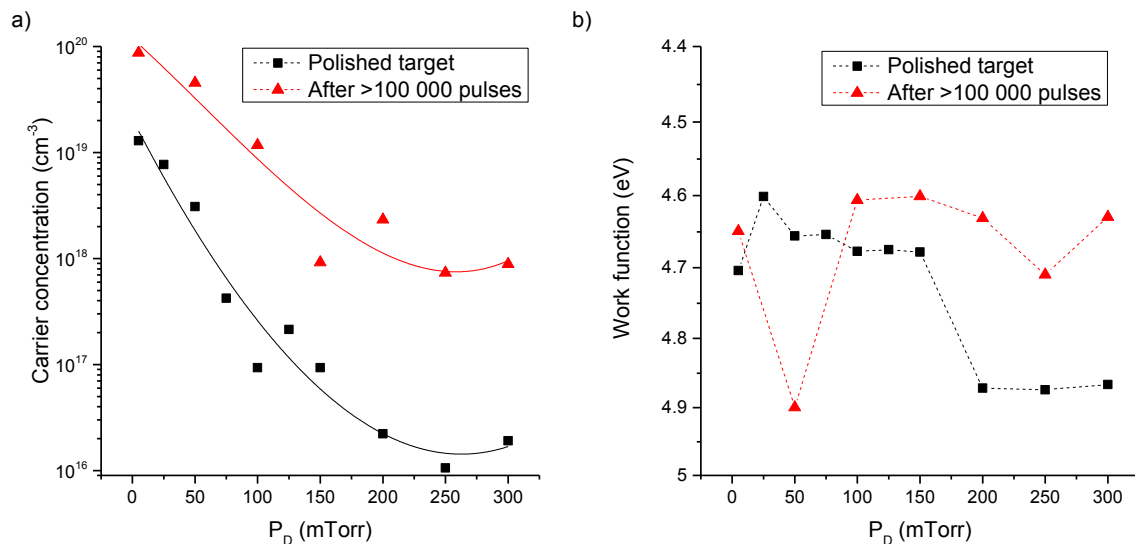 a)
10^20
10^19
10^18
10^17
10^16
Carrier concentration (cm^-3)
Polished target
After >100 000 pulses
0 50 100 150 200 250 300
P_D (mTorr)
b)
4.4
4.5
4.6
4.7
4.8
4.9
5
Work function (eV)
Polished target
After >100 000 pulses
0 50 100 150 200 250 300
P_D (mTorr)